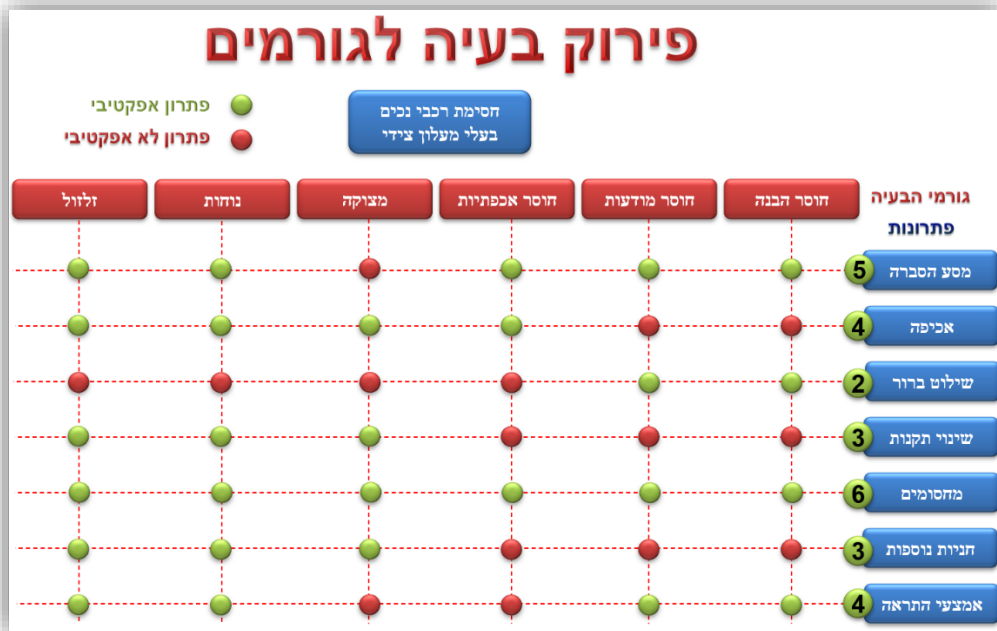 פירוק בעיה לגורמים
חסימת רכבי נכים
בעלי מעלון צידי
פתרון אפקטיבי
פתרון לא אפקטיבי
גורמי הבעיה
חוסר הבנה
חוסר מודעות
חוסר אכפתיות
מצוקה
נוחות
זלזול
פתרונות
מסע הסברה 5
אכיפה 4
שילוט ברור 2
שינוי תקנות 3
מחסומים 6
חניות נוספות 3
אמצעי התראה 4